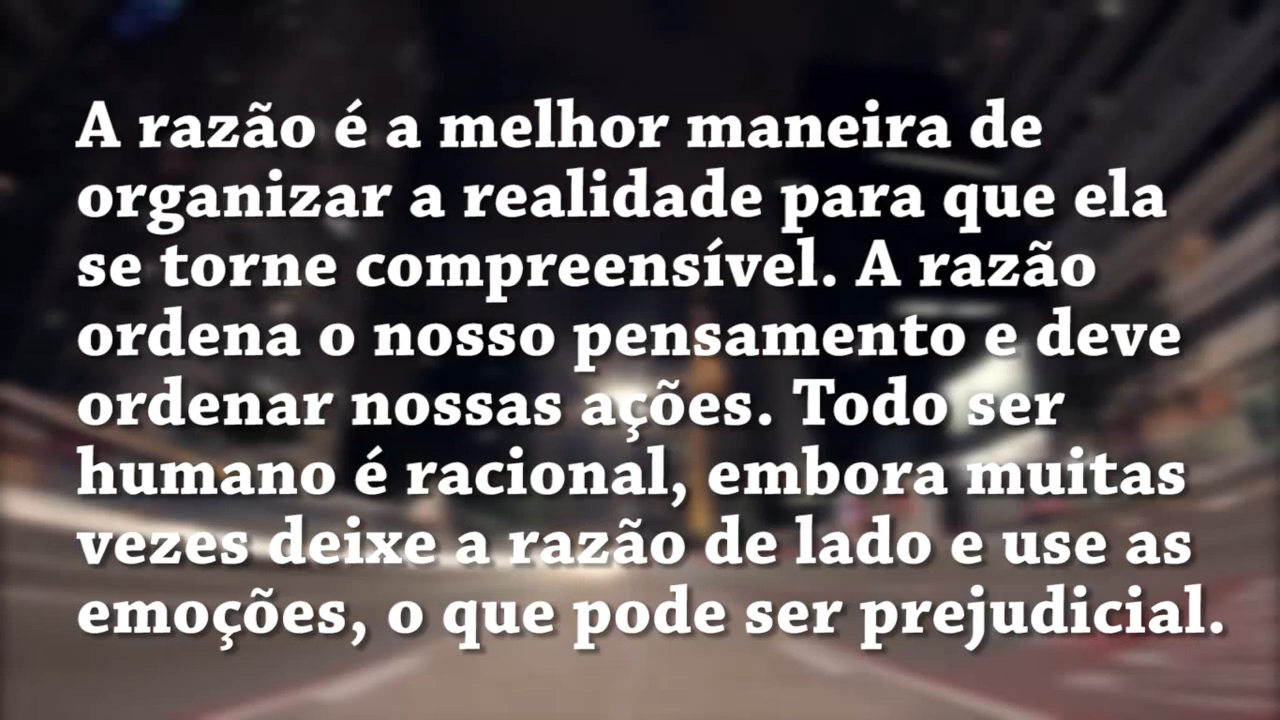 A razão é a melhor maneira de
organizar a realidade para que ela
se torne compreensível. A razão
ordena o nosso pensamento e deve
ordenar nossas ações. Todo ser
humano é racional, embora muitas
vezes deixe a razão de lado e use as
emoções, o que pode ser prejudicial.